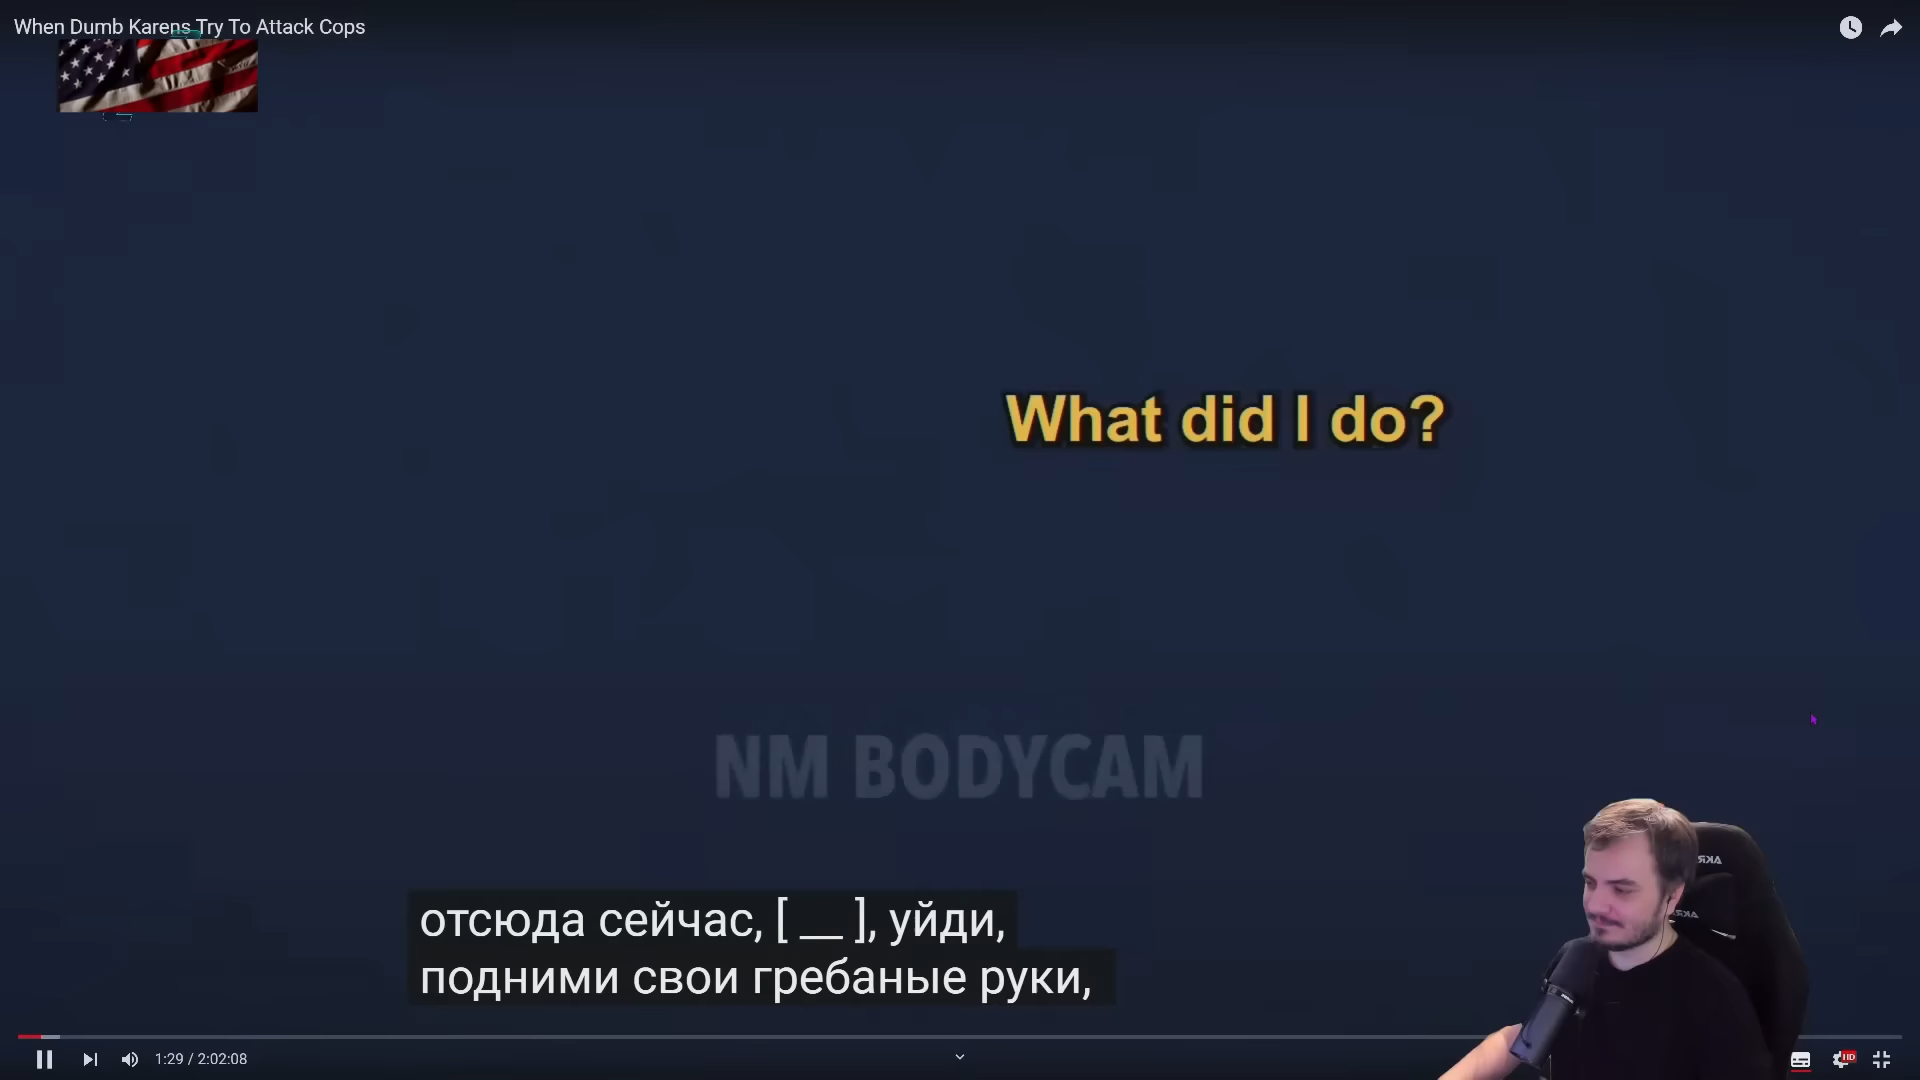 When Dumb Karens Try To Attack Cops
What did I do?
NM BODYCAM
отсюда сейчас, [ __ ], уйди,
подними свои гребаные руки,
1:29 / 2:02:08
HD